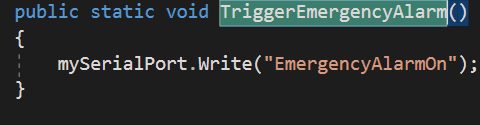 public static void TriggerEmergencyAlarm()
{
mySerialPort.Write("EmergencyAlarmOn");
}